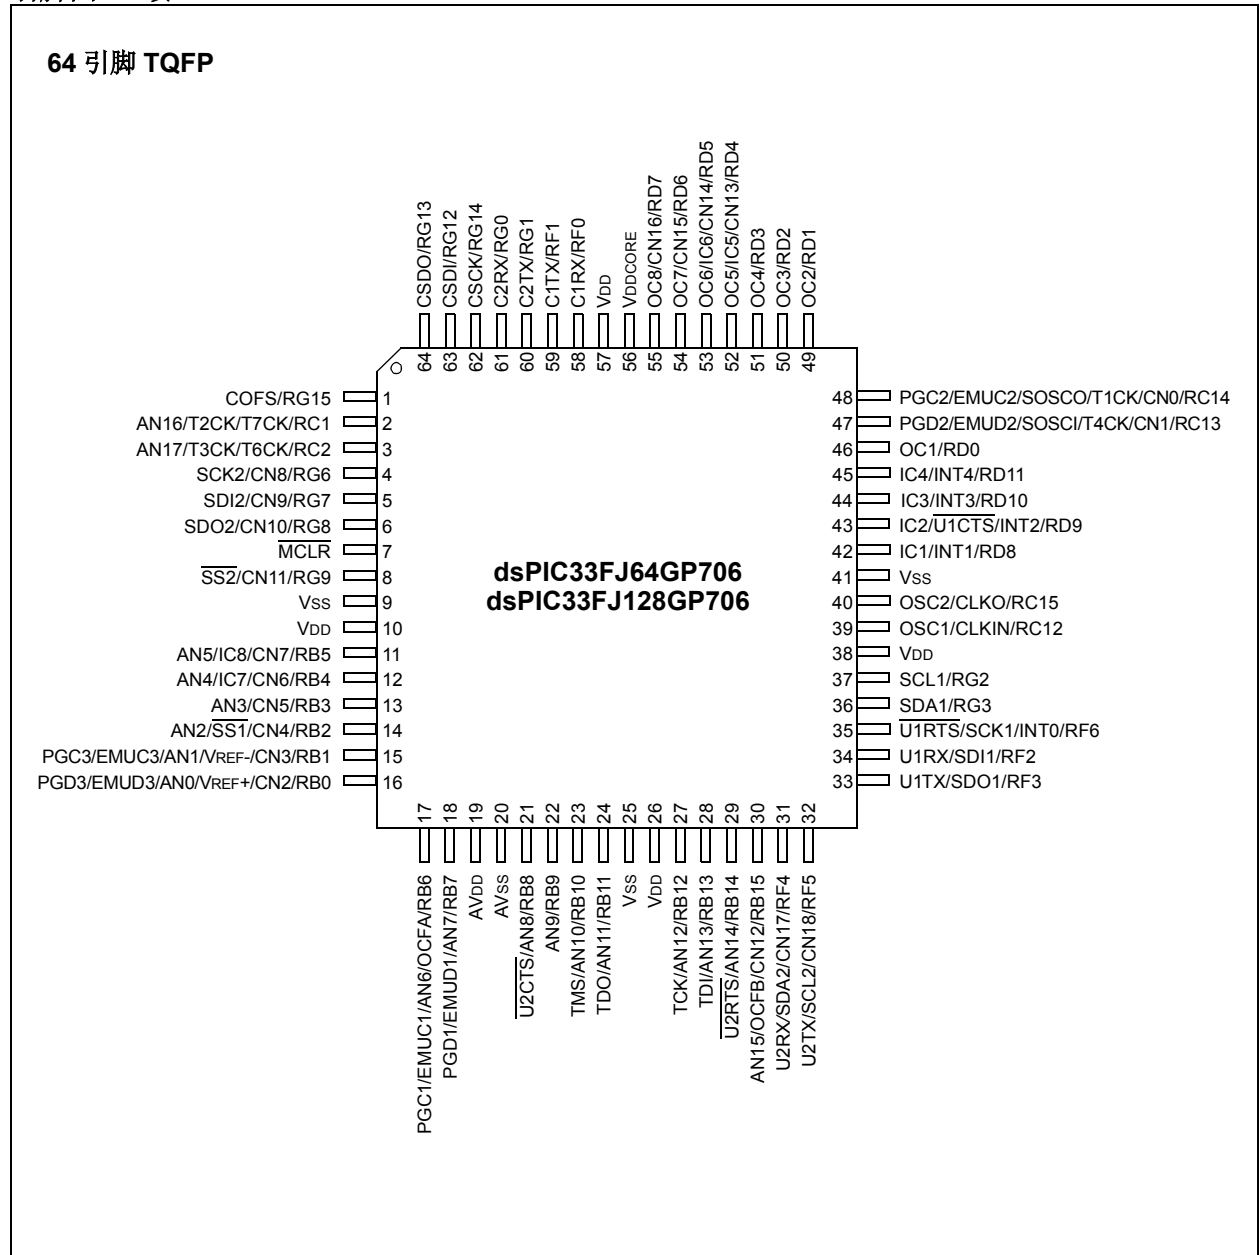 64 引脚 TQFP
CSDO/RG13
CSDI/RG12
CSCK/RG14
C2RX/RG0
C2TX/RG1
C1TX/RF1
C1RX/RF0
VDD
VDDCORE
OC8/CN16/RD7
OC7/CN15/RD6
OC6/IC6/CN14/RD5
OC5/IC5/CN13/RD4
OC4/RD3
OC3/RD2
OC2/RD1
64 63 62 61 60 59 58 57 56 55 54 53 52 51 50 49
COFS/RG15 1
AN16/T2CK/T7CK/RC1 2
AN17/T3CK/T6CK/RC2 3
SCK2/CN8/RG6 4
SDI2/CN9/RG7 5
SDO2/CN10/RG8 6
MCLR 7
SS2/CN11/RG9 8
VSS 9
VDD 10
AN5/IC8/CN7/RB5 11
AN4/IC7/CN6/RB4 12
AN3/CN5/RB3 13
AN2/SS1/CN4/RB2 14
PGC3/EMUC3/AN1/VREF-/CN3/RB1 15
PGD3/EMUD3/AN0/VREF+/CN2/RB0 16
dsPIC33FJ64GP706
dsPIC33FJ128GP706
48 PGC2/EMUC2/SOSCO/T1CK/CN0/RC14
47 PGD2/EMUD2/SOSCI/T4CK/CN1/RC13
46 OC1/RD0
45 IC4/INT4/RD11
44 IC3/INT3/RD10
43 IC2/U1CTS/INT2/RD9
42 IC1/INT1/RD8
41 VSS
40 OSC2/CLKO/RC15
39 OSC1/CLKIN/RC12
38 VDD
37 SCL1/RG2
36 SDA1/RG3
35 U1RTS/SCK1/INT0/RF6
34 U1RX/SDI1/RF2
33 U1TX/SDO1/RF3
17 18 19 20 21 22 23 24 25 26 27 28 29 30 31 32
PGC1/EMUC1/AN6/OCFA/RB6
PGD1/EMUD1/AN7/RB7
AVDD
AVSS
U2CTS/AN8/RB8
AN9/RB9
TMS/AN10/RB10
TDO/AN11/RB11
VSS
VDD
TCK/AN12/RB12
TDI/AN13/RB13
U2RTS/AN14/RB14
AN15/OCFB/CN12/RB15
U2RX/SDA2/CN17/RF4
U2TX/SCL2/CN18/RF5